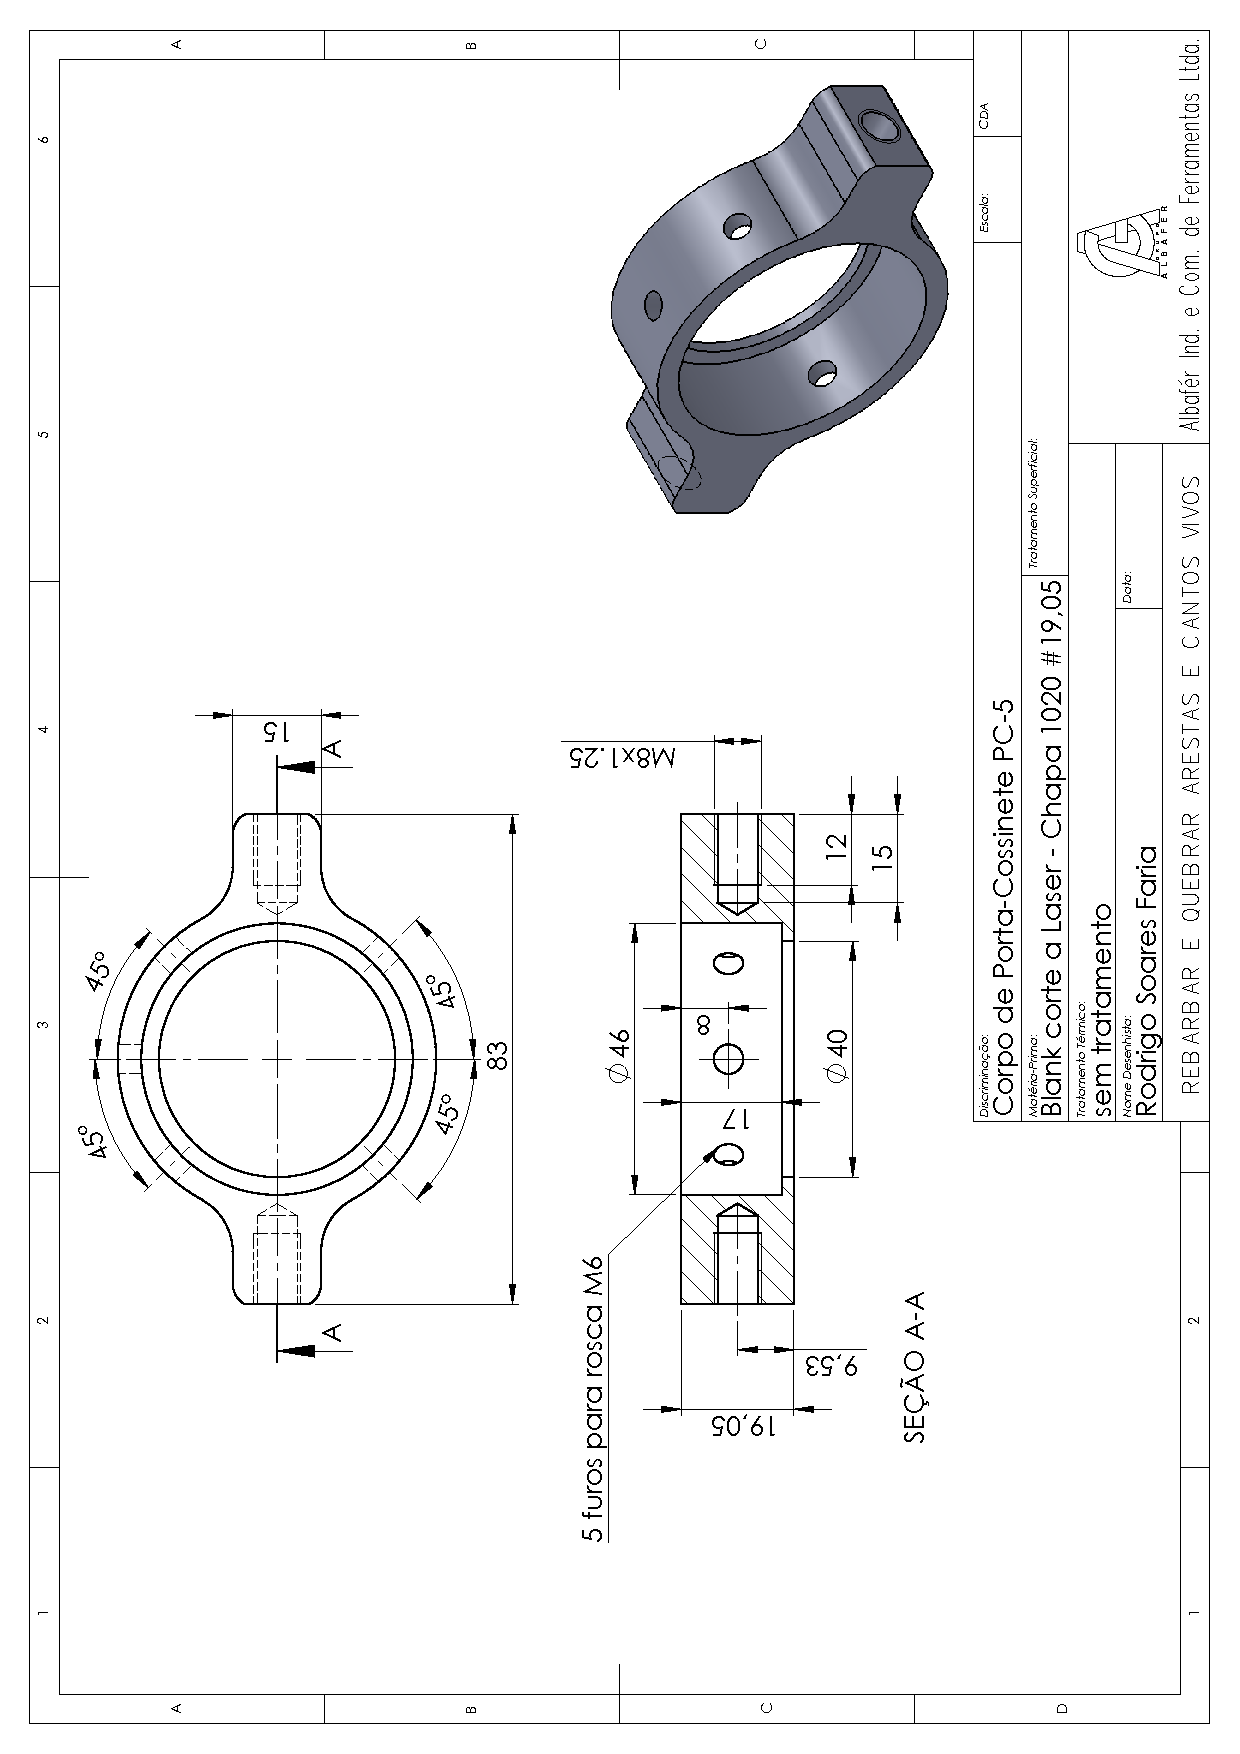 A
B
C
6
5
4
3
2
1
A
B
C
D
2
1
45°
45°
45°
45°
15
A
A
83
M8x1.25
12
15
Ø 46
8
Ø 40
17
5 furos para rosca M6
9,53
19,05
SEÇÃO A-A
Discriminação:
Corpo de Porta-Cossinete PC-5
Escala:
CDA
Matéria-Prima:
Blank corte a Laser - Chapa 1020 # 19,05
Tratamento Superficial:
Tratamento Térmico:
sem tratamento
Nome Desenhista:
Rodrigo Soares Faria
Data:
GRUPO
ALBAFER
REBARBAR E QUEBRAR ARESTAS E CANTOS VIVOS
Albafér Ind. e Com. de Ferramentas Ltda.